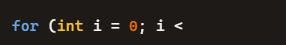 for (int i = 0; i <